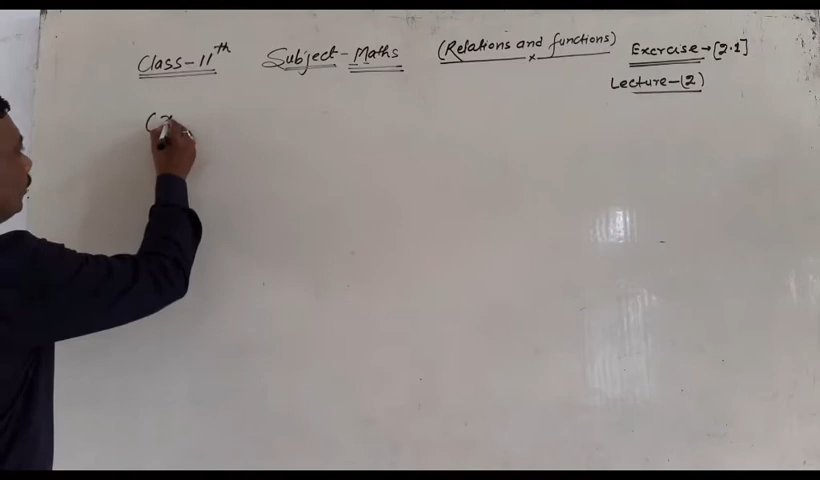 Class-11th Subject-Maths (Relations and functions) Exercise→[2.1]
Lecture-(2)